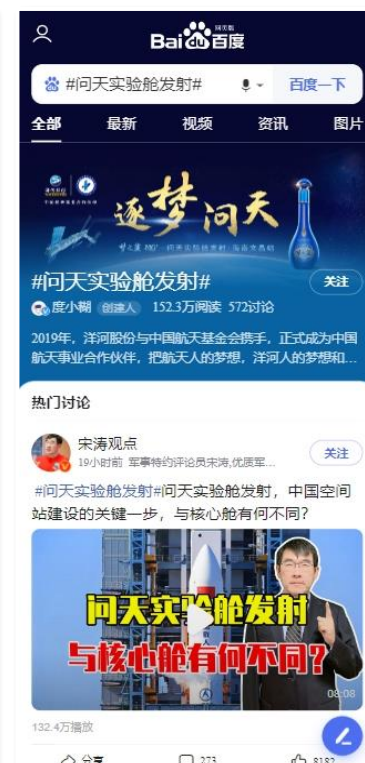 Bai du 百度
#问天实验舱发射#
百度一下
全部 最新 视频 资讯 图片
逐梦问天
#问天实验舱发射#
关注
度小糊 创建人 152.3万阅读 572讨论
2019年，洋河股份与中国航天基金会携手，正式成为中国
航天事业合作伙伴，把航天人的梦想，洋河人的梦想和...
热门讨论
宋涛观点
19小时前 军事特约评论员宋涛,优质军...
关注
#问天实验舱发射#问天实验舱发射，中国空间
站建设的关键一步，与核心舱有何不同？
问天实验舱发射
与核心舱有何不同?
08:08
132.4万播放
分享 273 8182